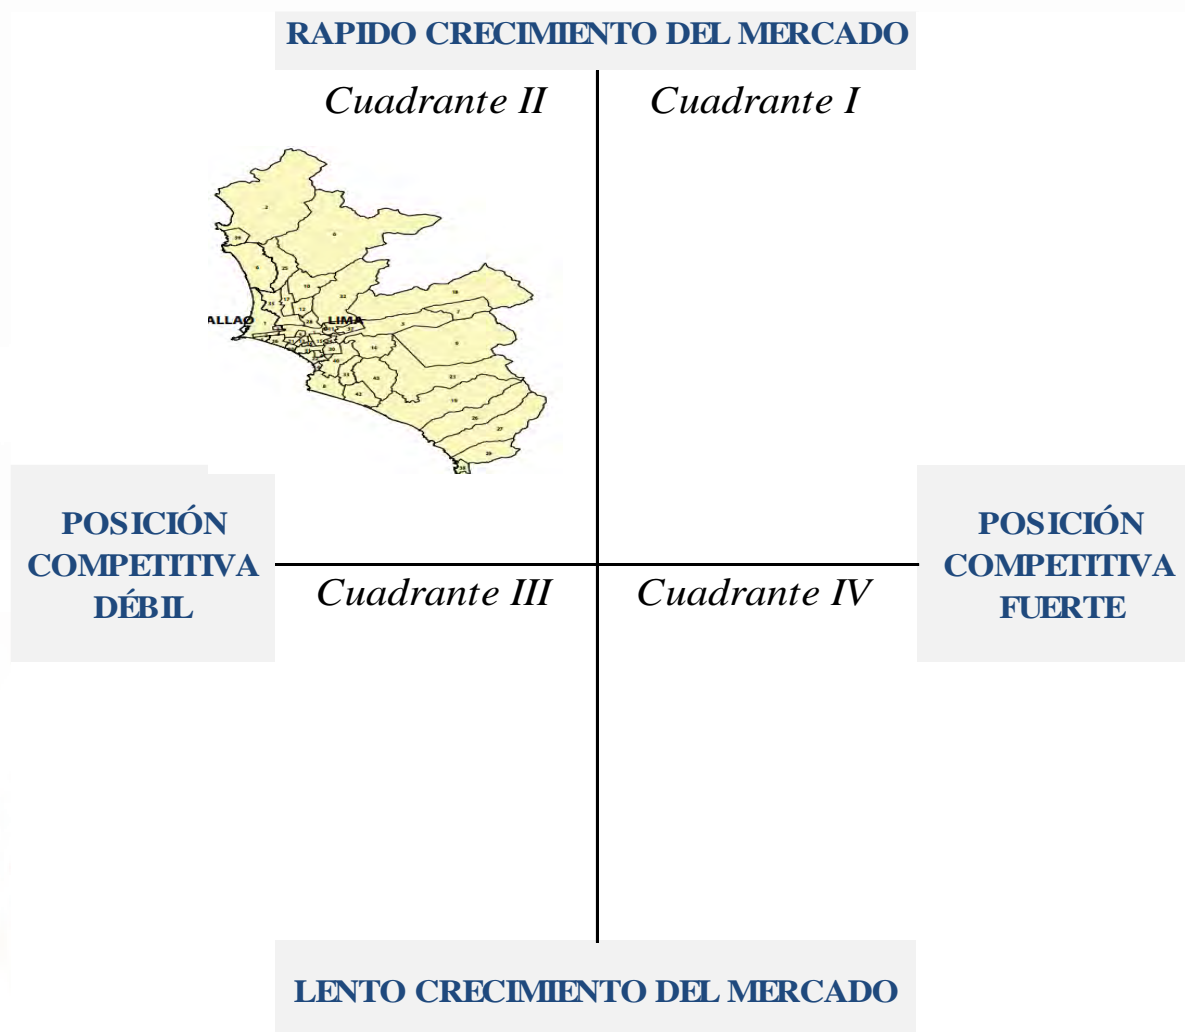 RAPIDO CRECIMIENTO DEL MERCADO
Cuadrante II
Cuadrante I
ALLAO
LIMA
POSICIÓN
COMPETITIVA
DÉBIL
POSICIÓN
COMPETITIVA
FUERTE
Cuadrante III
Cuadrante IV
LENTO CRECIMIENTO DEL MERCADO